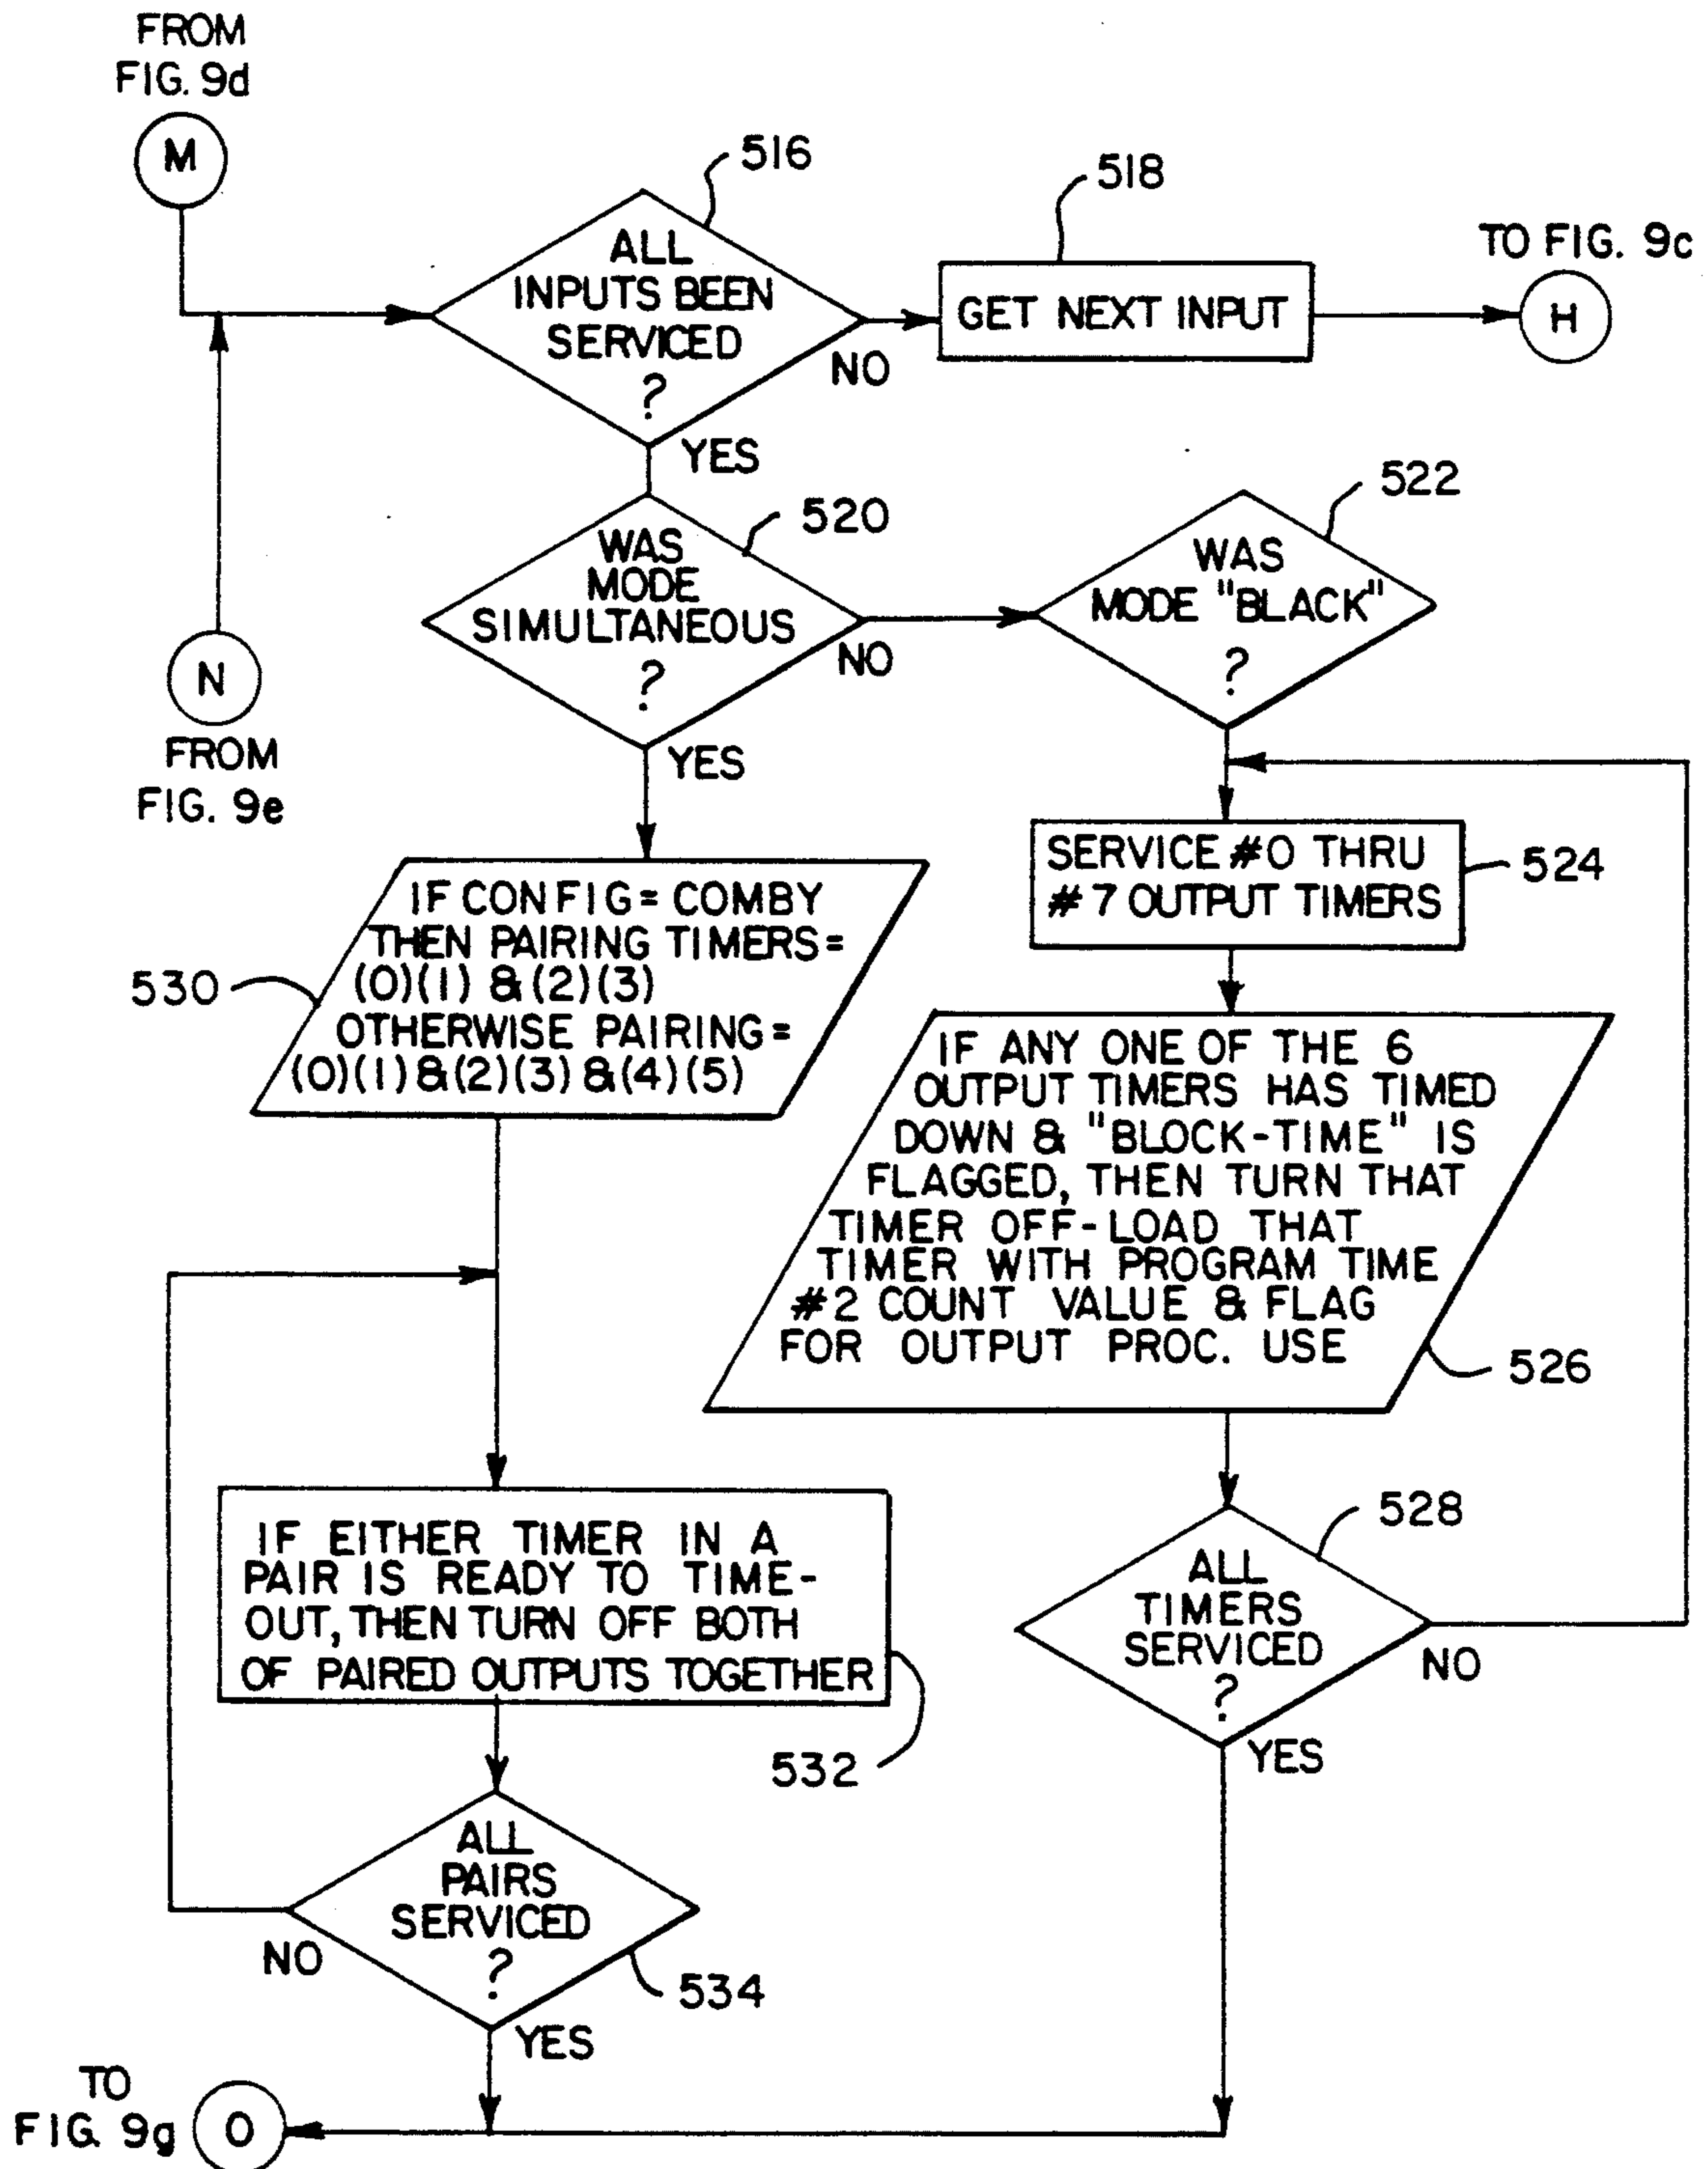 FROM
FIG. 9d
M
516
518
TO FIG. 9c
ALL
INPUTS BEEN
SERVICED
?
NO
YES
GET NEXT INPUT
H
520
522
WAS
MODE
SIMULTANEOUS
?
NO
YES
WAS
MODE "BLACK"
?
N
FROM
FIG. 9e
SERVICE #0 THRU
#7 OUTPUT TIMERS
524
IF CONFIG= COMBY
THEN PAIRING TIMERS=
(0)(1) & (2)(3)
OTHERWISE PAIRING=
(0)(1)&(2)(3)&(4)(5)
530
IF ANY ONE OF THE 6
OUTPUT TIMERS HAS TIMED
DOWN & "BLOCK-TIME" IS
FLAGGED, THEN TURN THAT
TIMER OFF-LOAD THAT
TIMER WITH PROGRAM TIME
#2 COUNT VALUE & FLAG
FOR OUTPUT PROC. USE
526
IF EITHER TIMER IN A
PAIR IS READY TO TIME-
OUT, THEN TURN OFF BOTH
OF PAIRED OUTPUTS TOGETHER
532
528
ALL
TIMERS
SERVICED
?
NO
YES
ALL
PAIRS
SERVICED
?
NO
534
YES
TO
FIG. 9g
O